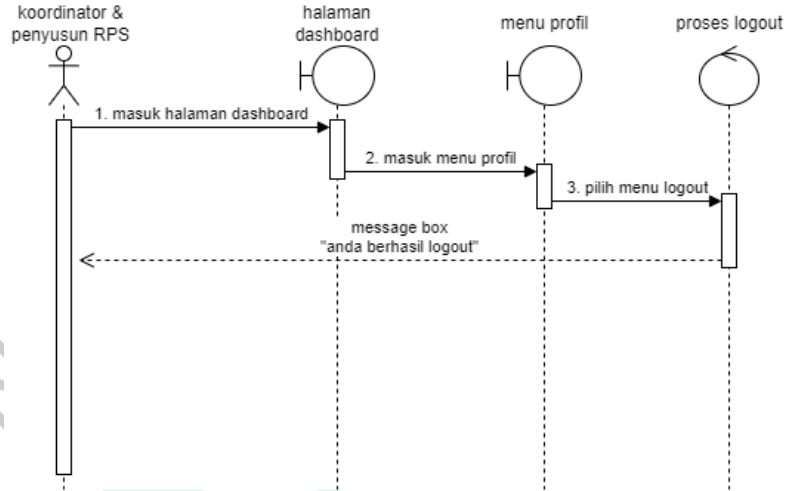 koordinator &
penyusun RPS
halaman
dashboard
menu profil
proses logout
1. masuk halaman dashboard
2. masuk menu profil
3. pilih menu logout
message box
"anda berhasil logout"